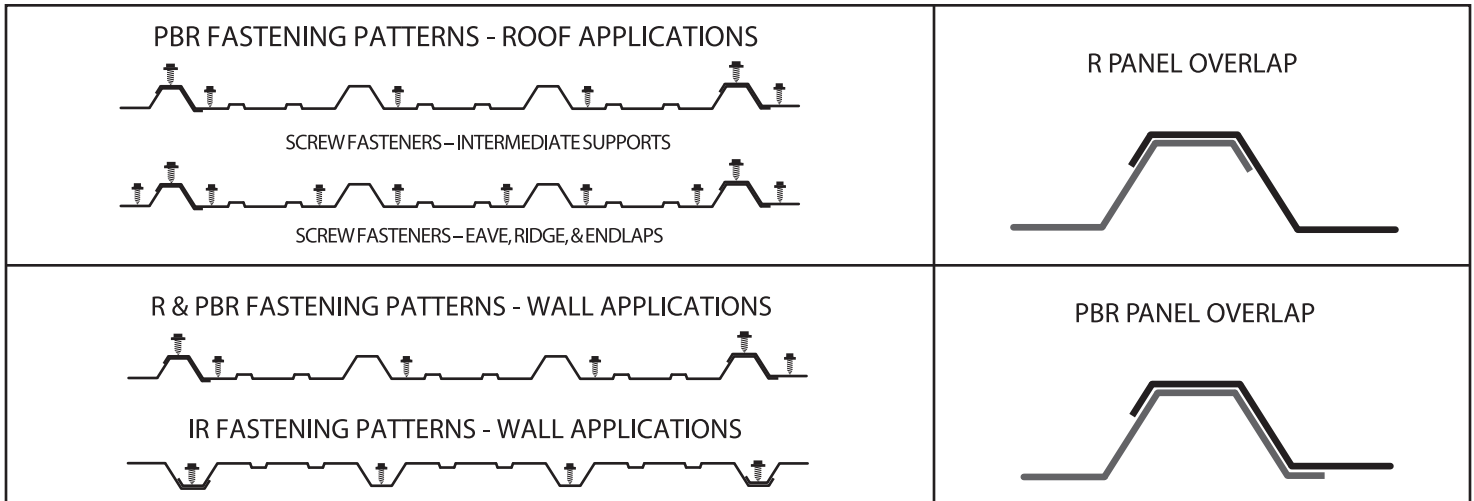 PBR FASTENING PATTERNS - ROOF APPLICATIONS
SCREW FASTENERS – INTERMEDIATE SUPPORTS
SCREW FASTENERS – EAVE, RIDGE, & ENDLAPS
R PANEL OVERLAP
R & PBR FASTENING PATTERNS - WALL APPLICATIONS
IR FASTENING PATTERNS - WALL APPLICATIONS
PBR PANEL OVERLAP